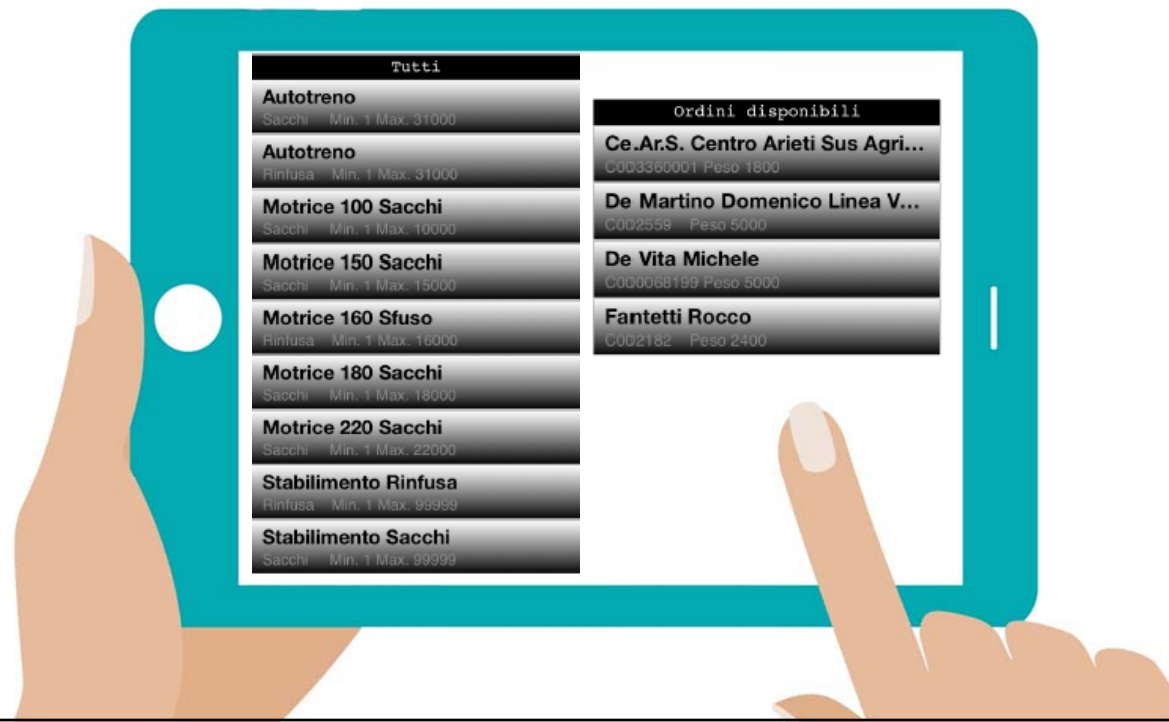 Tutti
Autotreno
Sacchi Min. 1 Max. 31000
Autotreno
Rinfusa Min. 1 Max. 31000
Motrice 100 Sacchi
Sacchi Min. 1 Max. 10000
Motrice 150 Sacchi
Sacchi Min. 1 Max. 15000
Motrice 160 Sfuso
Rinfusa Min. 1 Max. 16000
Motrice 180 Sacchi
Sacchi Min. 1 Max. 18000
Motrice 220 Sacchi
Sacchi Min. 1 Max. 22000
Stabilimento Rinfusa
Rinfusa Min. 1 Max. 99999
Stabilimento Sacchi
Sacchi Min. 1 Max. 99999
Ordini disponibili
Ce.Ar.S. Centro Arieti Sus Agri...
C003360001 Peso 1800
De Martino Domenico Linea V...
C002559 Peso 5000
De Vita Michele
C000068199 Peso 5000
Fantetti Rocco
C002182 Peso 2400